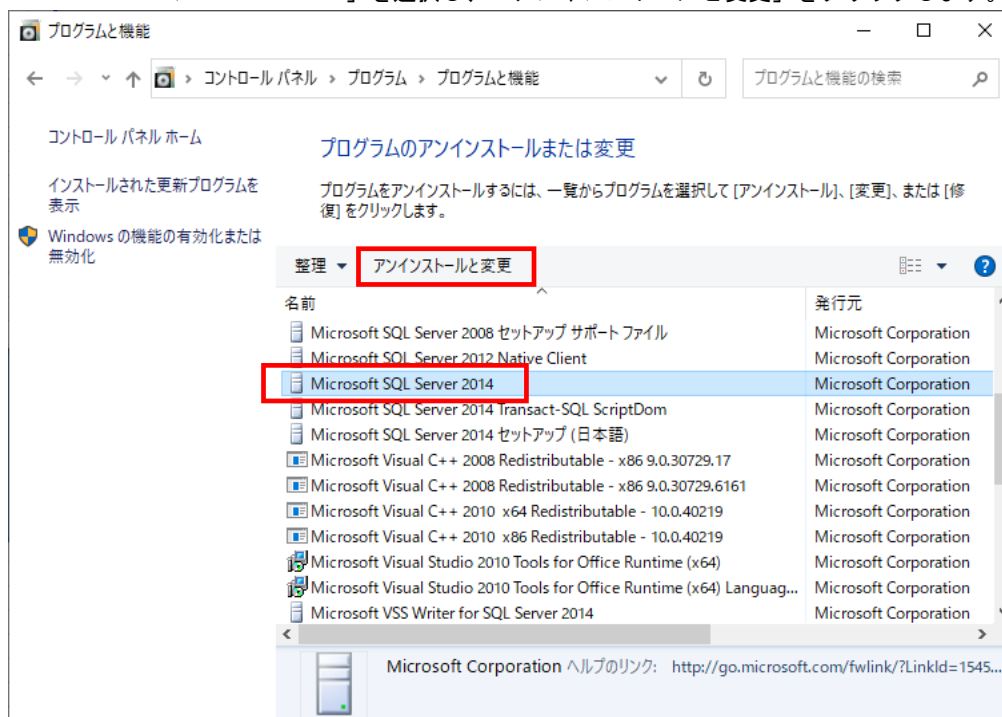 プログラムと機能
コントロール パネル › プログラム › プログラムと機能
プログラムと機能の検索
コントロール パネル ホーム
インストールされた更新プログラムを
表示
Windows の機能の有効化または
無効化
プログラムのアンインストールまたは変更
プログラムをアンインストールするには、一覧からプログラムを選択して [アンインストール]、[変更]、または [修
復] をクリックします。
整理 アンインストールと変更
名前 発行元
Microsoft SQL Server 2008 セットアップ サポート ファイル Microsoft Corporation
Microsoft SQL Server 2012 Native Client Microsoft Corporation
Microsoft SQL Server 2014 Microsoft Corporation
Microsoft SQL Server 2014 Transact-SQL ScriptDom Microsoft Corporation
Microsoft SQL Server 2014 セットアップ (日本語) Microsoft Corporation
Microsoft Visual C++ 2008 Redistributable - x86 9.0.30729.17 Microsoft Corporation
Microsoft Visual C++ 2008 Redistributable - x86 9.0.30729.6161 Microsoft Corporation
Microsoft Visual C++ 2010 x64 Redistributable - 10.0.40219 Microsoft Corporation
Microsoft Visual C++ 2010 x86 Redistributable - 10.0.40219 Microsoft Corporation
Microsoft Visual Studio 2010 Tools for Office Runtime (x64) Microsoft Corporation
Microsoft Visual Studio 2010 Tools for Office Runtime (x64) Languag... Microsoft Corporation
Microsoft VSS Writer for SQL Server 2014 Microsoft Corporation
Microsoft Corporation ヘルプのリンク: http://go.microsoft.com/fwlink/?LinkId=1545...